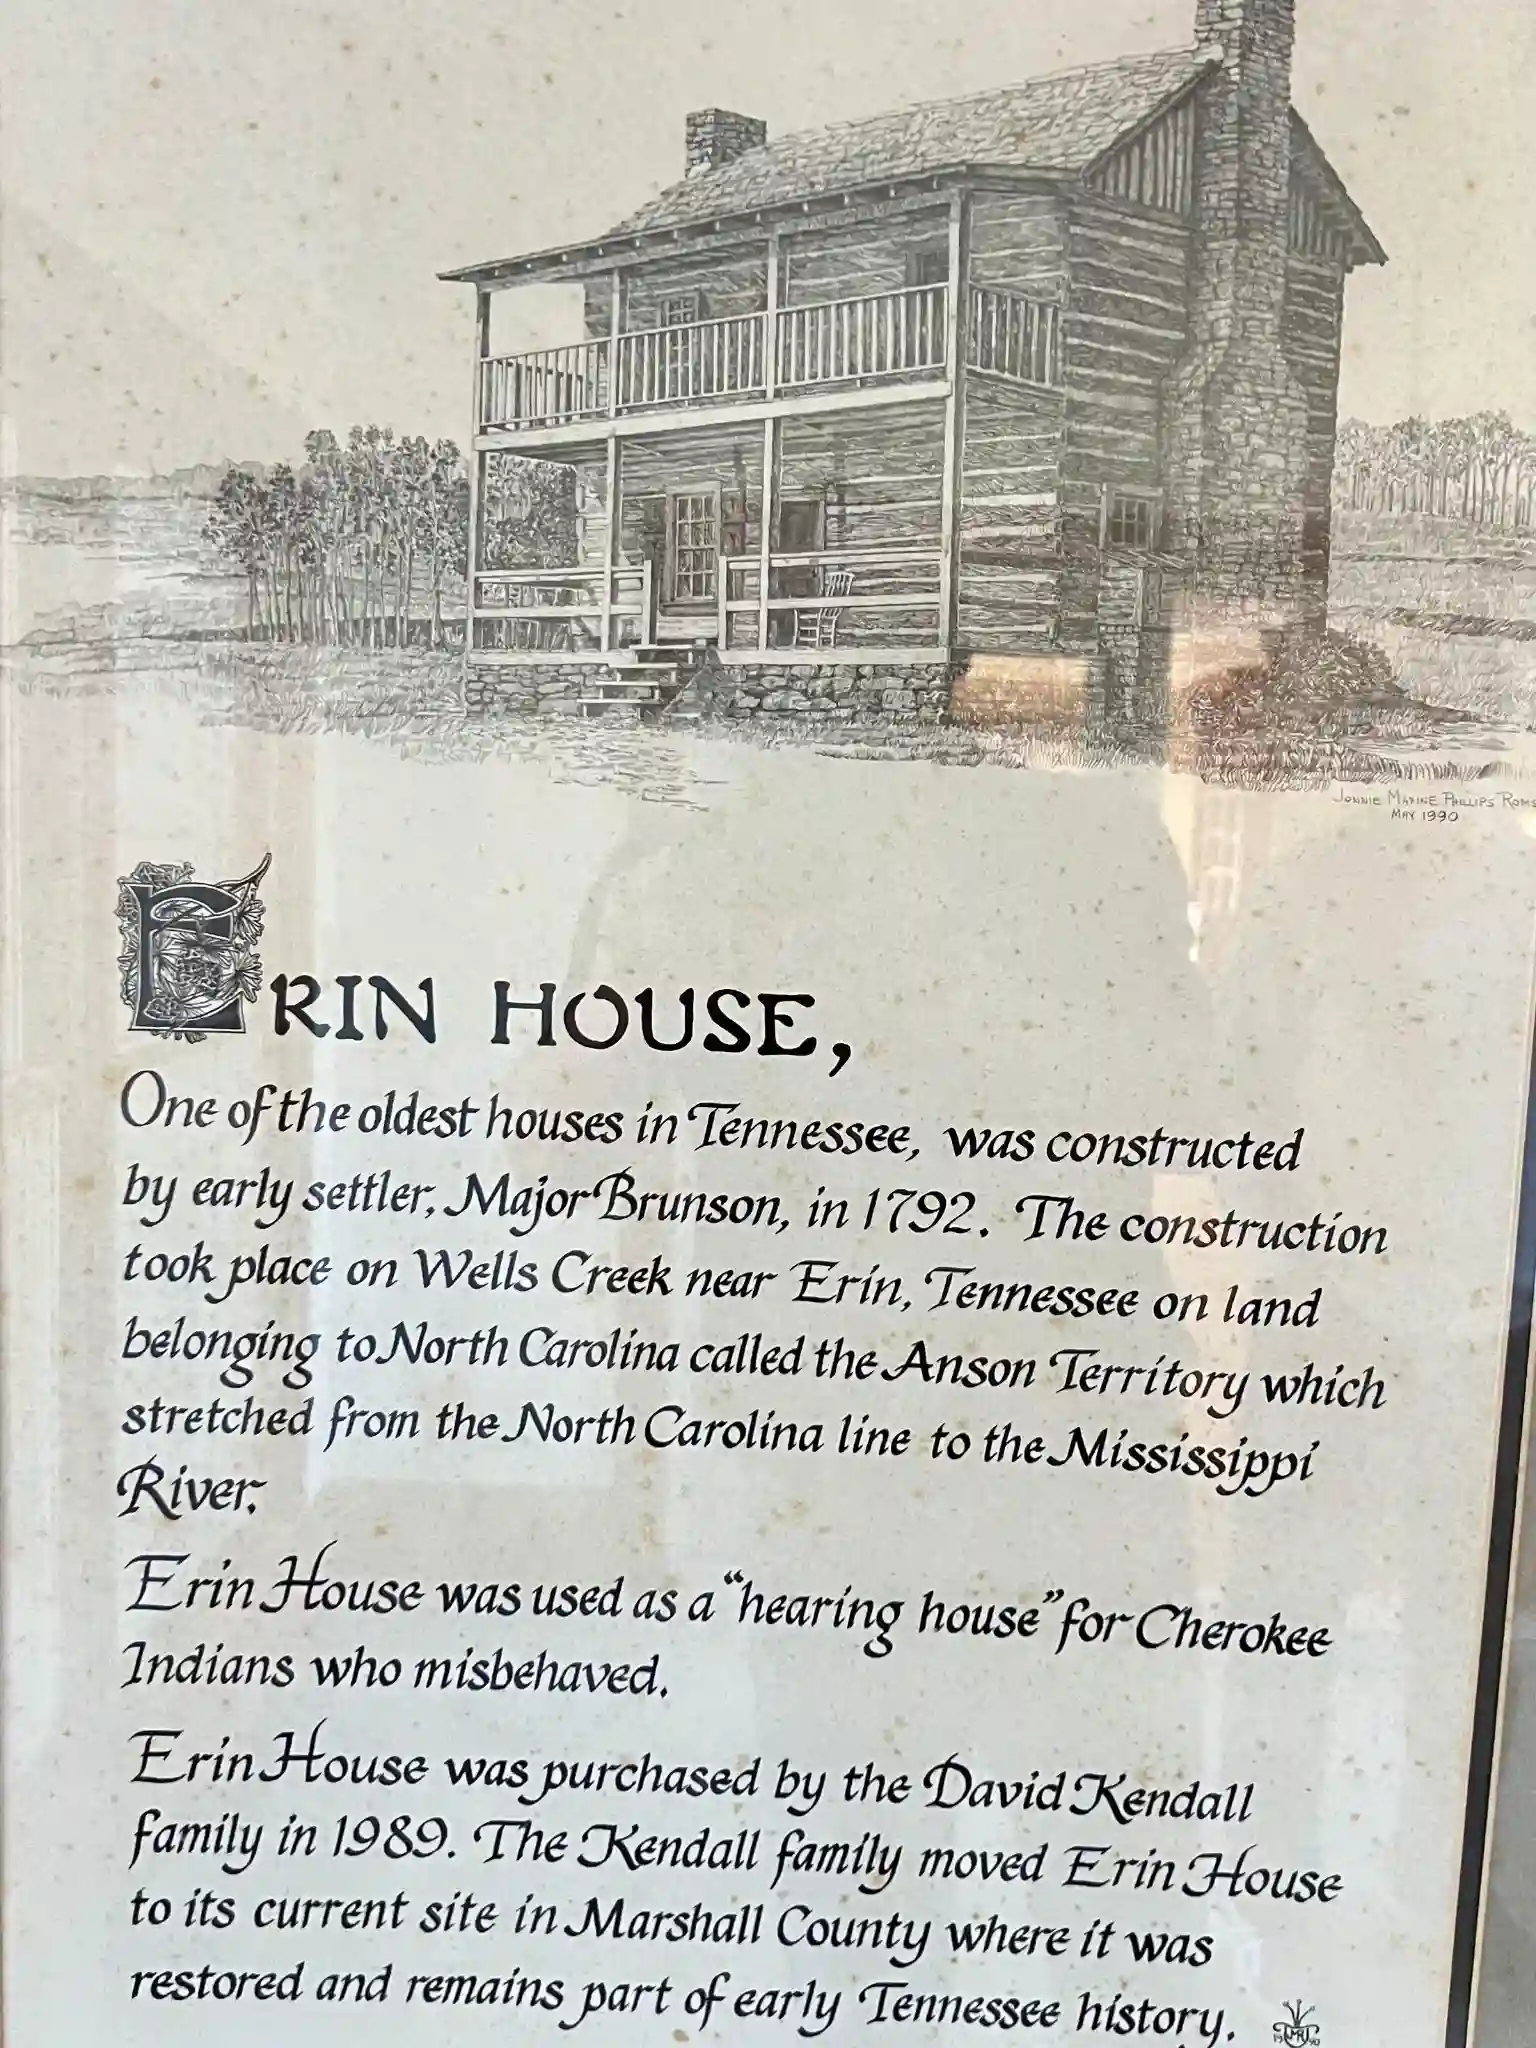 JONNIE MAXINE PHILLIPS
MAY 1990
ERIN HOUSE,
One of the oldest houses in Tennessee, was constructed
by early settler, Major Brunson, in 1792. The construction
took place on Wells Creek near Erin, Tennessee on land
belonging to North Carolina called the Anson Territory which
stretched from the North Carolina line to the Mississippi
River.
Erin House was used as a “hearing house” for Cherokee
Indians who misbehaved.
Erin House was purchased by the David Kendall
family in 1989. The Kendall family moved Erin House
to its current site in Marshall County where it was
restored and remains part of early Tennessee history.